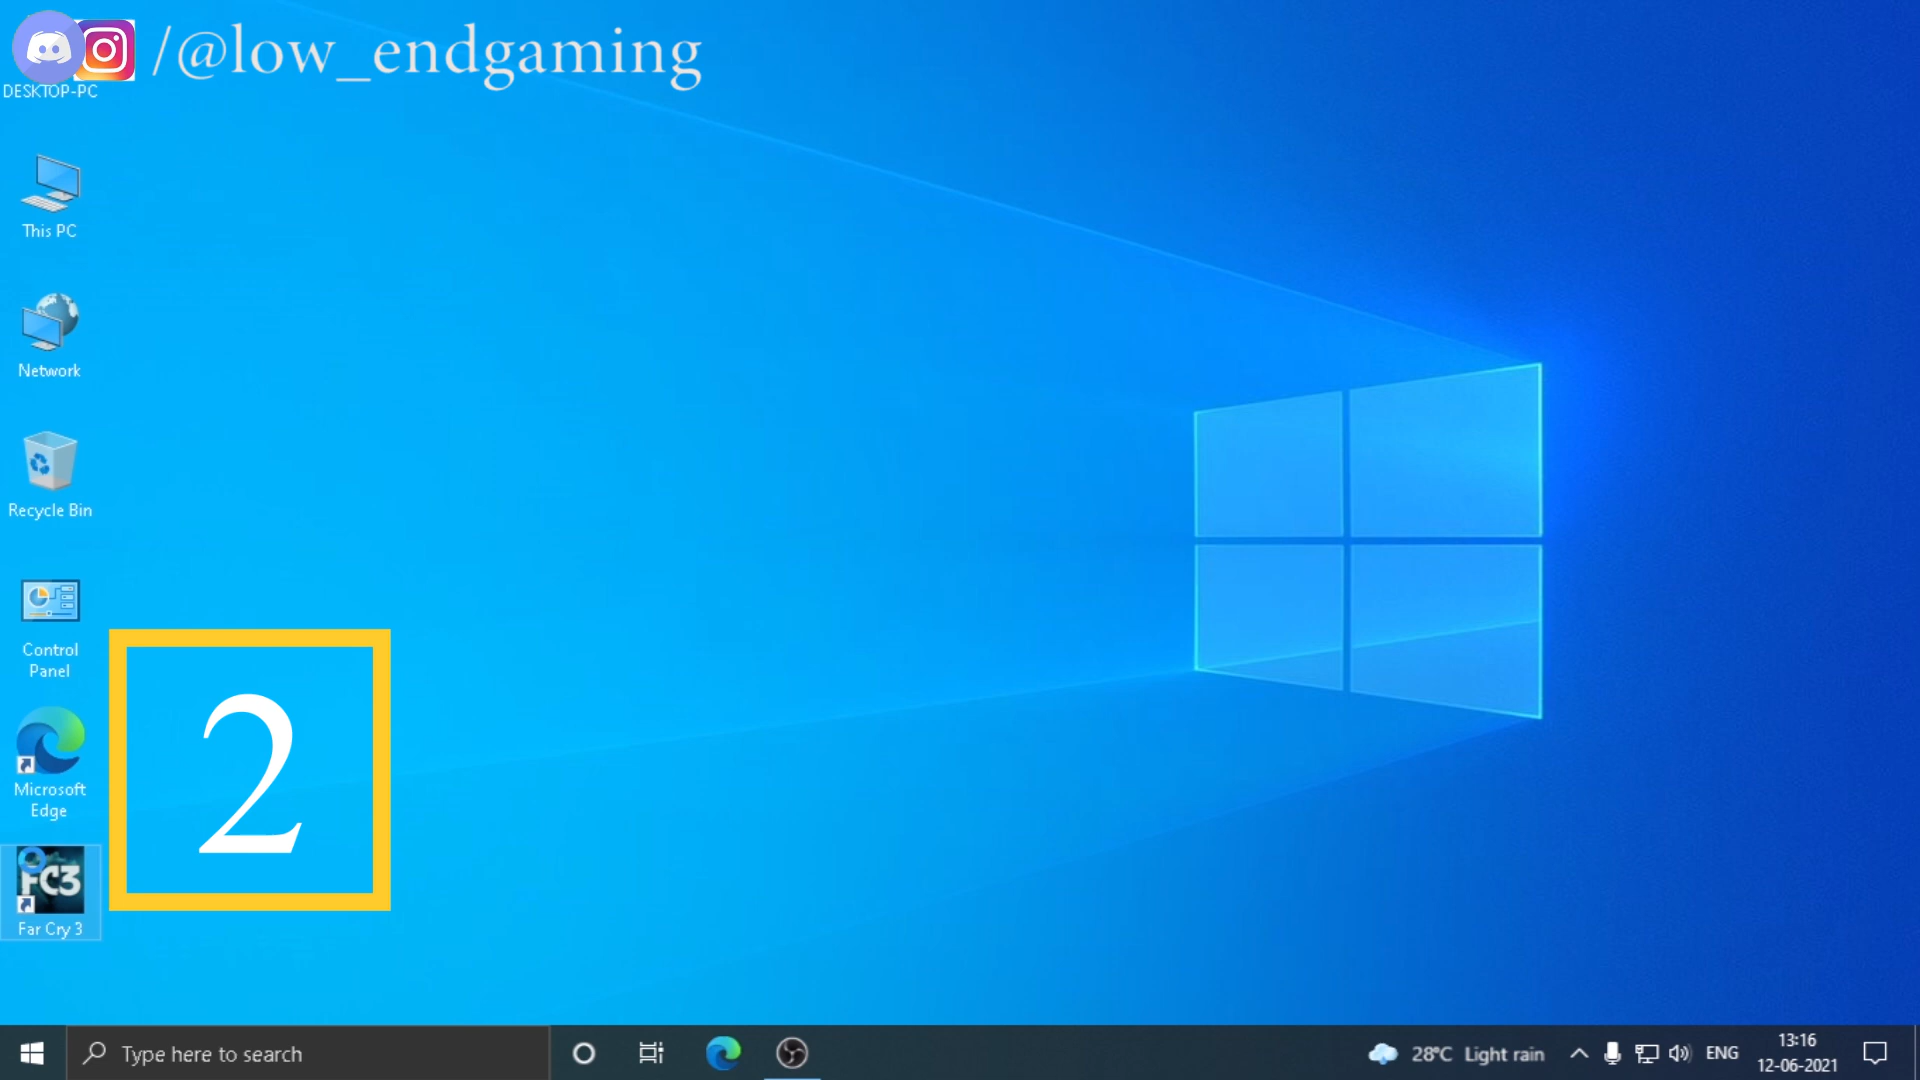 /@low_endgaming
DESKTOP-PC
This PC
Network
Recycle Bin
Control
Panel
Microsoft
Edge
2
FC3
Far Cry 3
Type here to search
28°C Light rain
ENG
13:16
12-06-2021